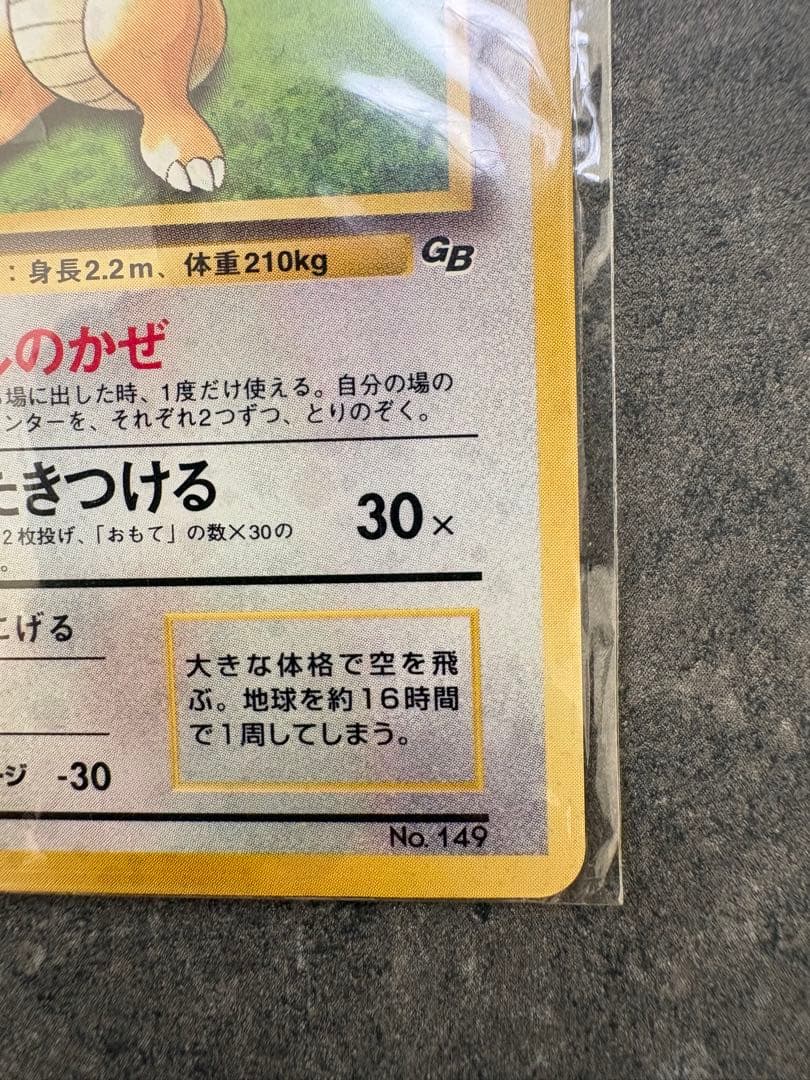 ：身長2.2m、体重210kg
GB
しのかぜ
場に出した時、1度だけ使える。自分の場の
ンターを、それぞれ2つずつ、とりのぞく。
たきつける
30×
2枚投げ、「おもて」の数×30の
。
にげる
大きな体格で空を飛
ぶ。地球を約16時間
で1周してしまう。
ージ -30
No. 149